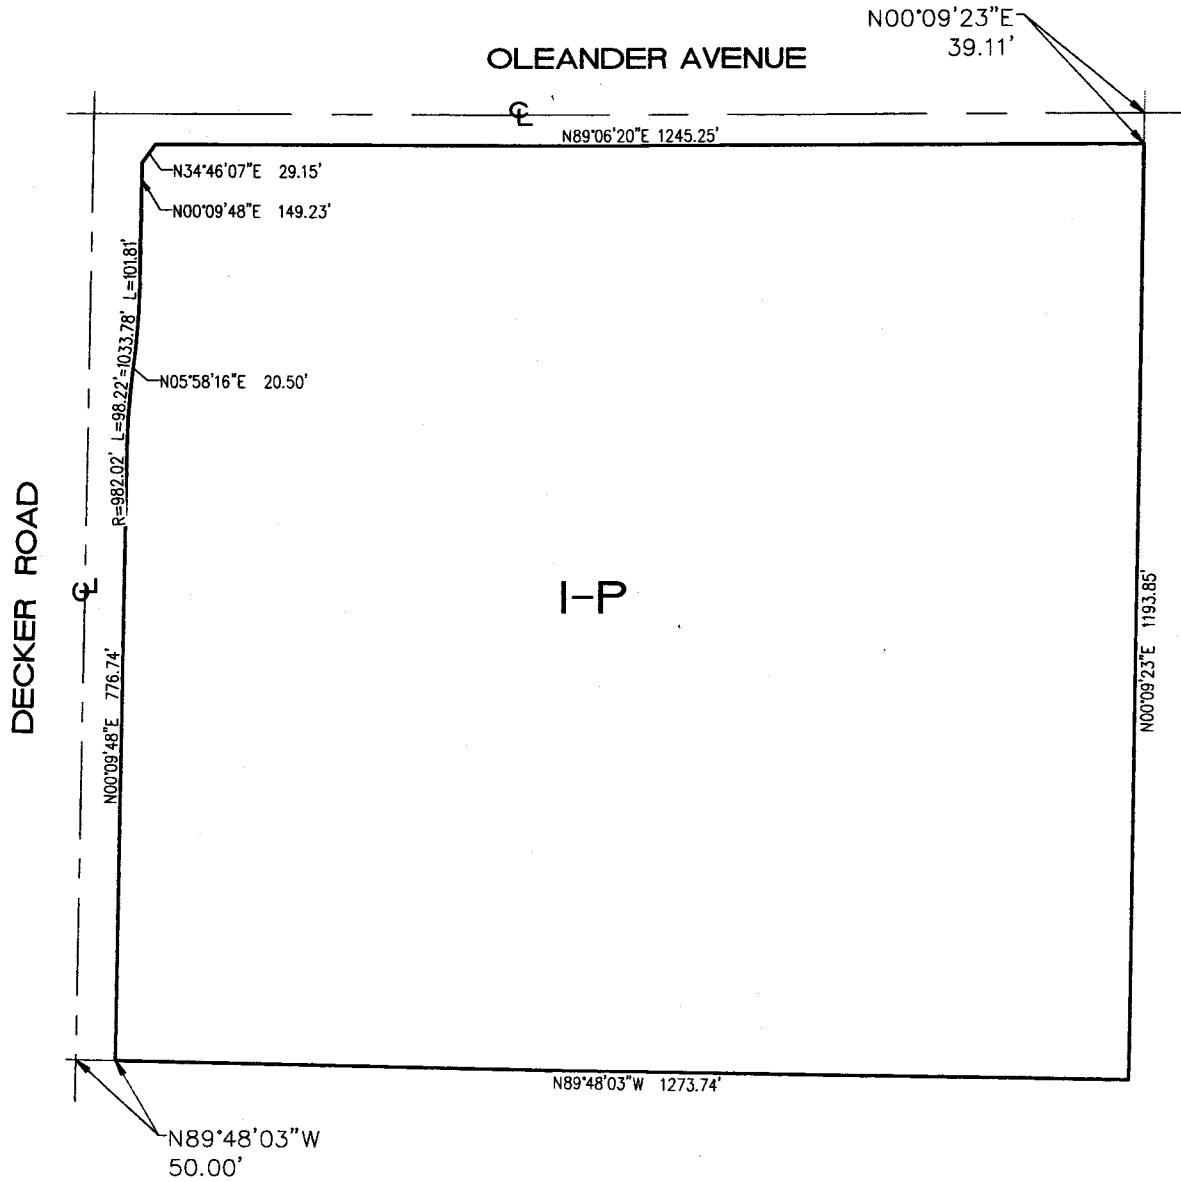 N00°09'23"E
39.11'
OLEANDER AVENUE
℄
N89°06'20"E 1245.25'
N34°46'07"E 29.15'
N00°09'48"E 149.23'
R=982.02' L=98.22'=1033.78' L=101.81'
N05°58'16"E 20.50'
DECKER ROAD
℄
I-P
N00°09'23"E 1193.85'
N00°09'48"E 776.74'
N89°48'03"W 1273.74'
N89°48'03"W
50.00'